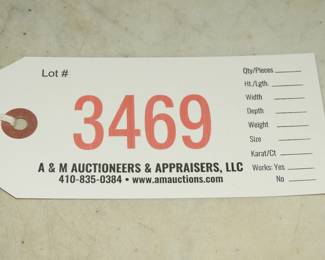 Lot #
3469
A & M AUCTIONEERS & APPRAISERS, LLC
410-835-0384 • www.amauctions.com
Qty/Pieces
Ht./Lgth.
Width
Depth
Weight
Size
Karat/Ct
Works: Yes
No